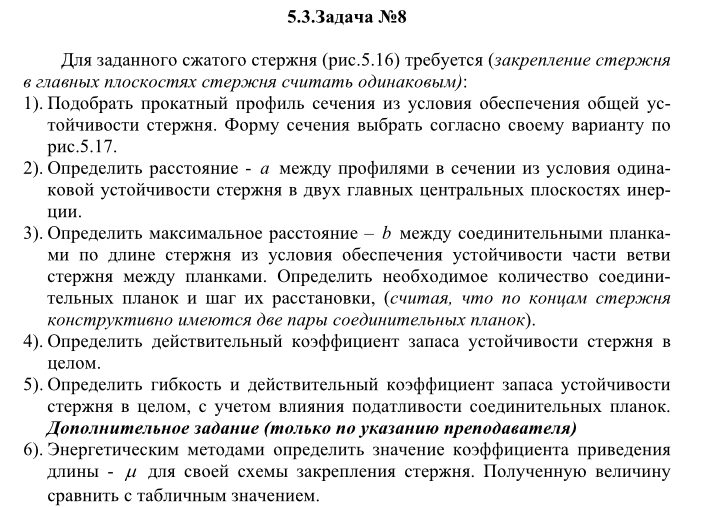 5.3.Задача №8
Для заданного сжатого стержня (рис.5.16) требуется (закрепление стержня
в главных плоскостях стержня считать одинаковым):
1). Подобрать прокатный профиль сечения из условия обеспечения общей ус-
тойчивости стержня. Форму сечения выбрать согласно своему варианту по
рис.5.17.
2). Определить расстояние - a между профилями в сечении из условия одина-
ковой устойчивости стержня в двух главных центральных плоскостях инер-
ции.
3). Определить максимальное расстояние – b между соединительными планка-
ми по длине стержня из условия обеспечения устойчивости части ветви
стержня между планками. Определить необходимое количество соедини-
тельных планок и шаг их расстановки, (считая, что по концам стержня
конструктивно имеются две пары соединительных планок).
4). Определить действительный коэффициент запаса устойчивости стержня в
целом.
5). Определить гибкость и действительный коэффициент запаса устойчивости
стержня в целом, с учетом влияния податливости соединительных планок.
Дополнительное задание (только по указанию преподавателя)
6). Энергетическим методами определить значение коэффициента приведения
длины - μ для своей схемы закрепления стержня. Полученную величину
сравнить с табличным значением.